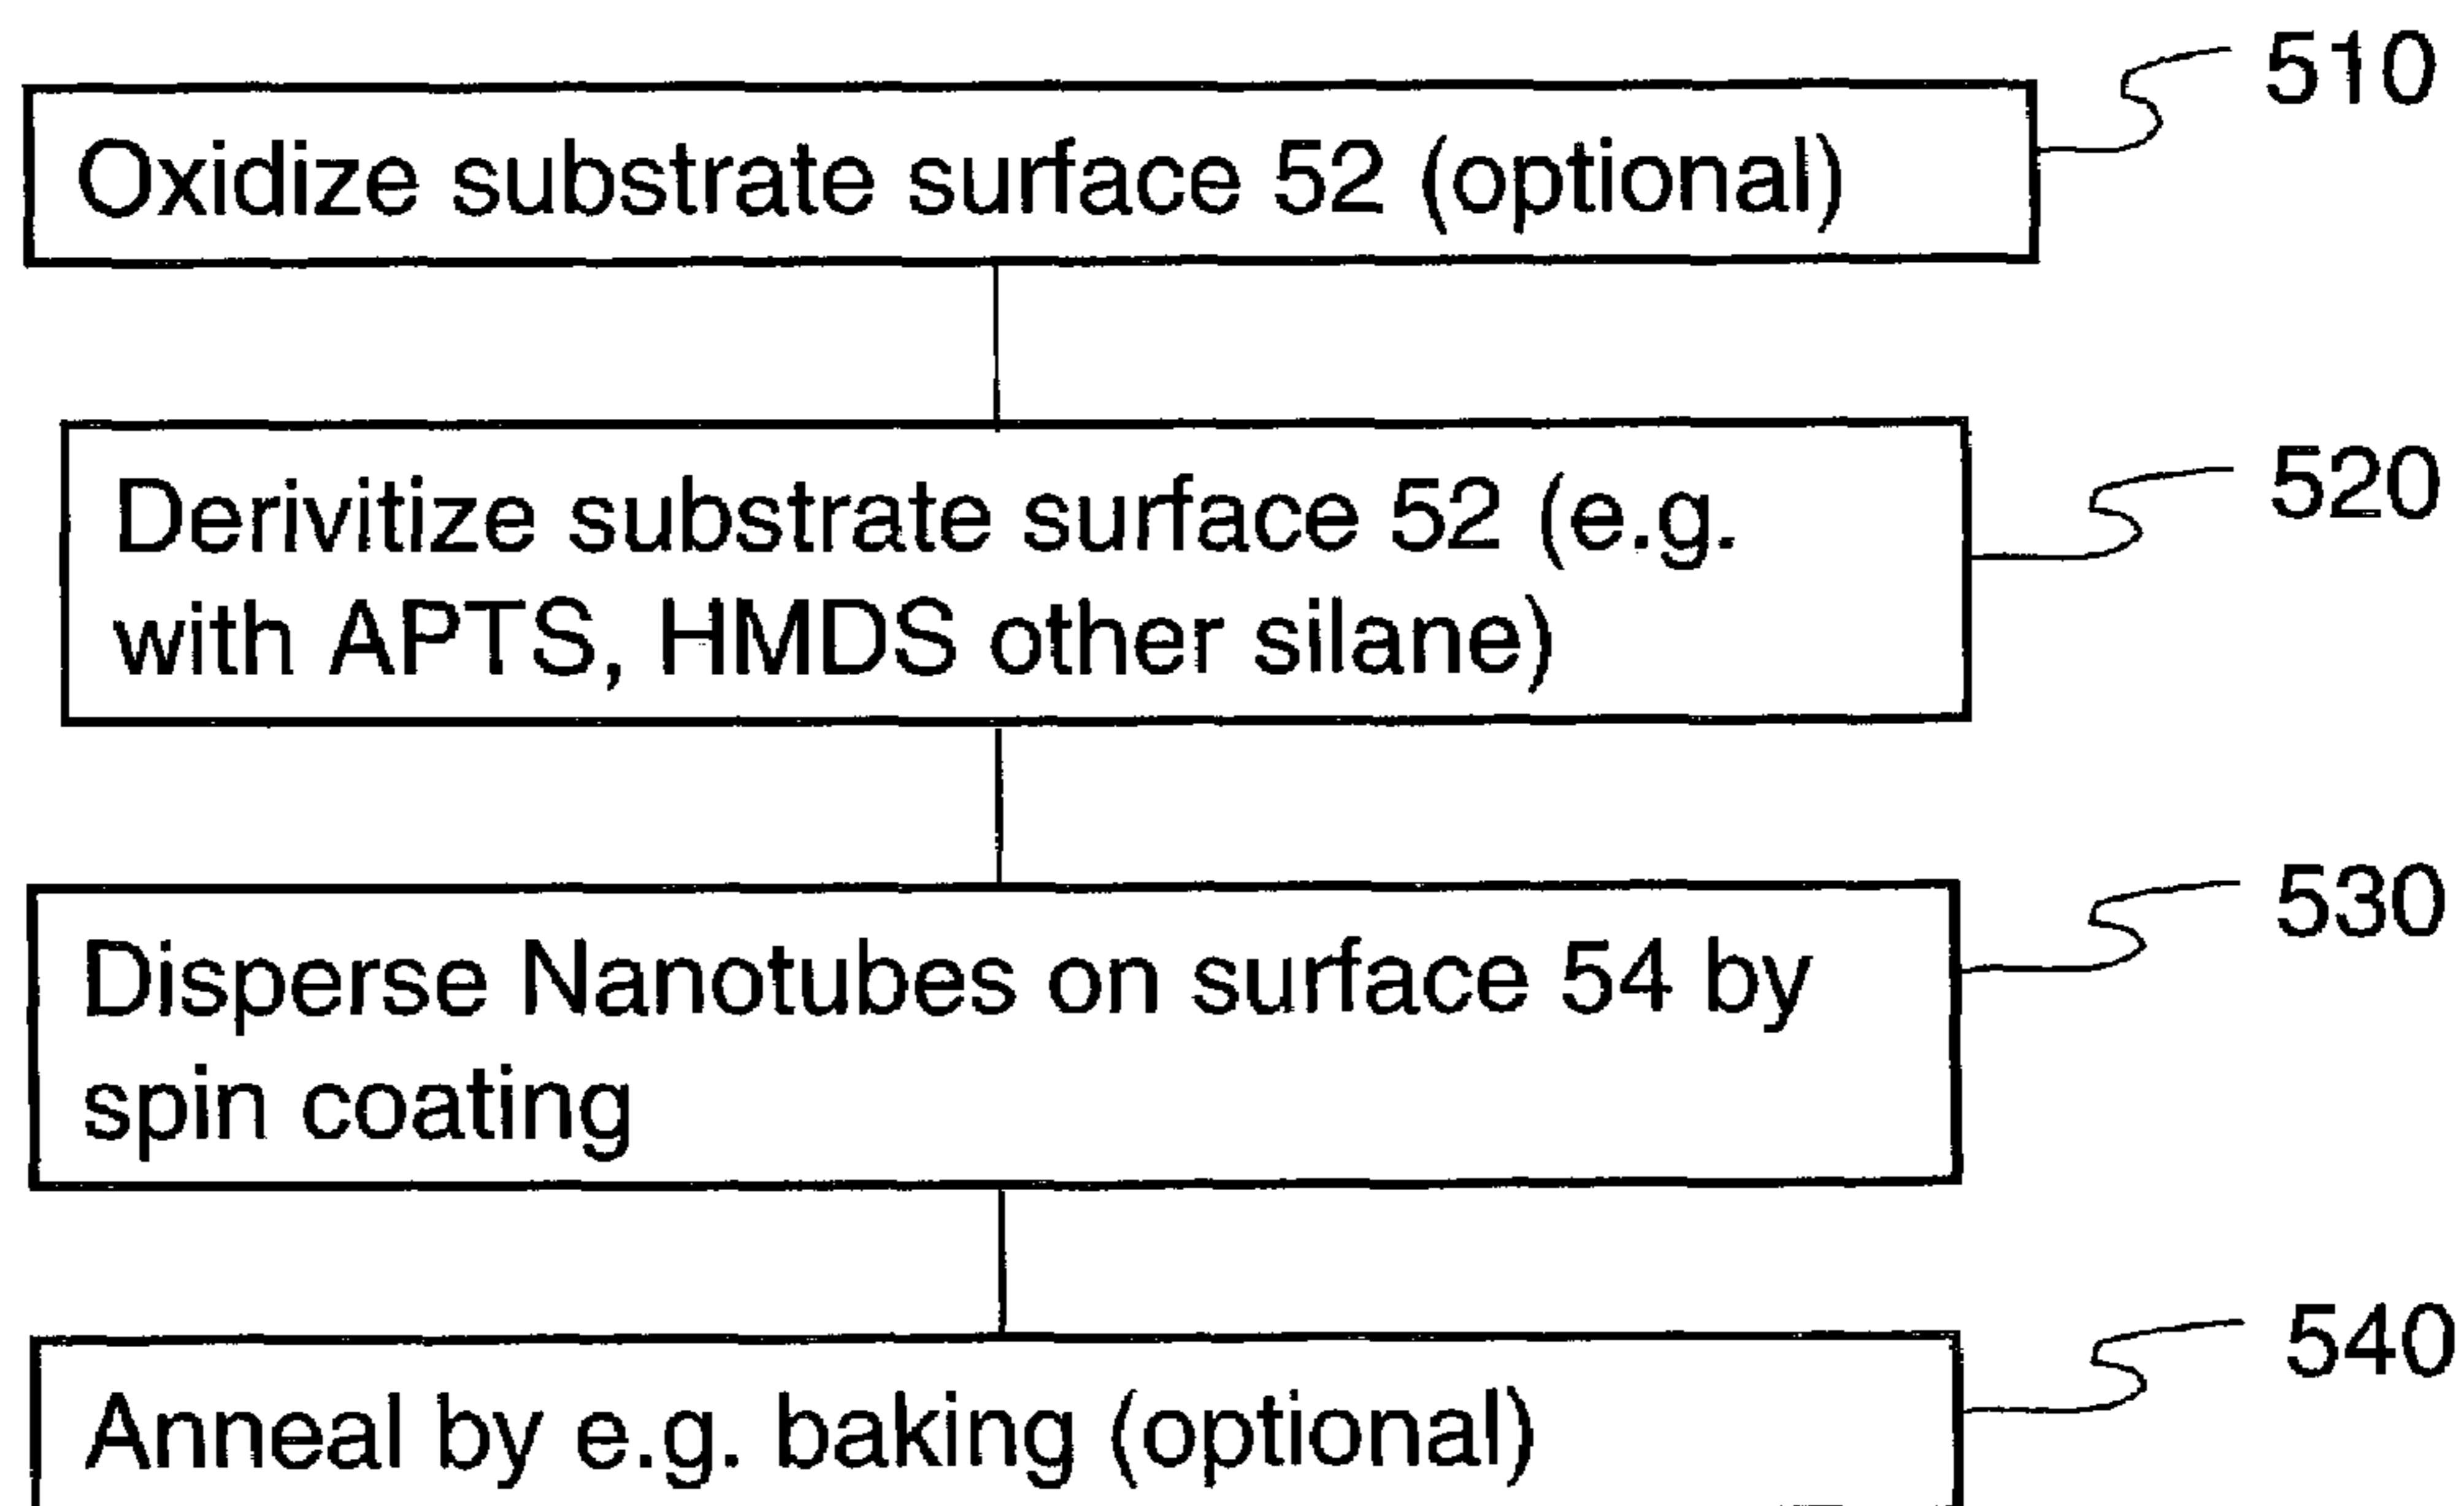 510
Oxidize substrate surface 52 (optional)
520
Derivitize substrate surface 52 (e.g.
with APTS, HMDS other silane)
530
Disperse Nanotubes on surface 54 by
spin coating
540
Anneal by e.g. baking (optional)